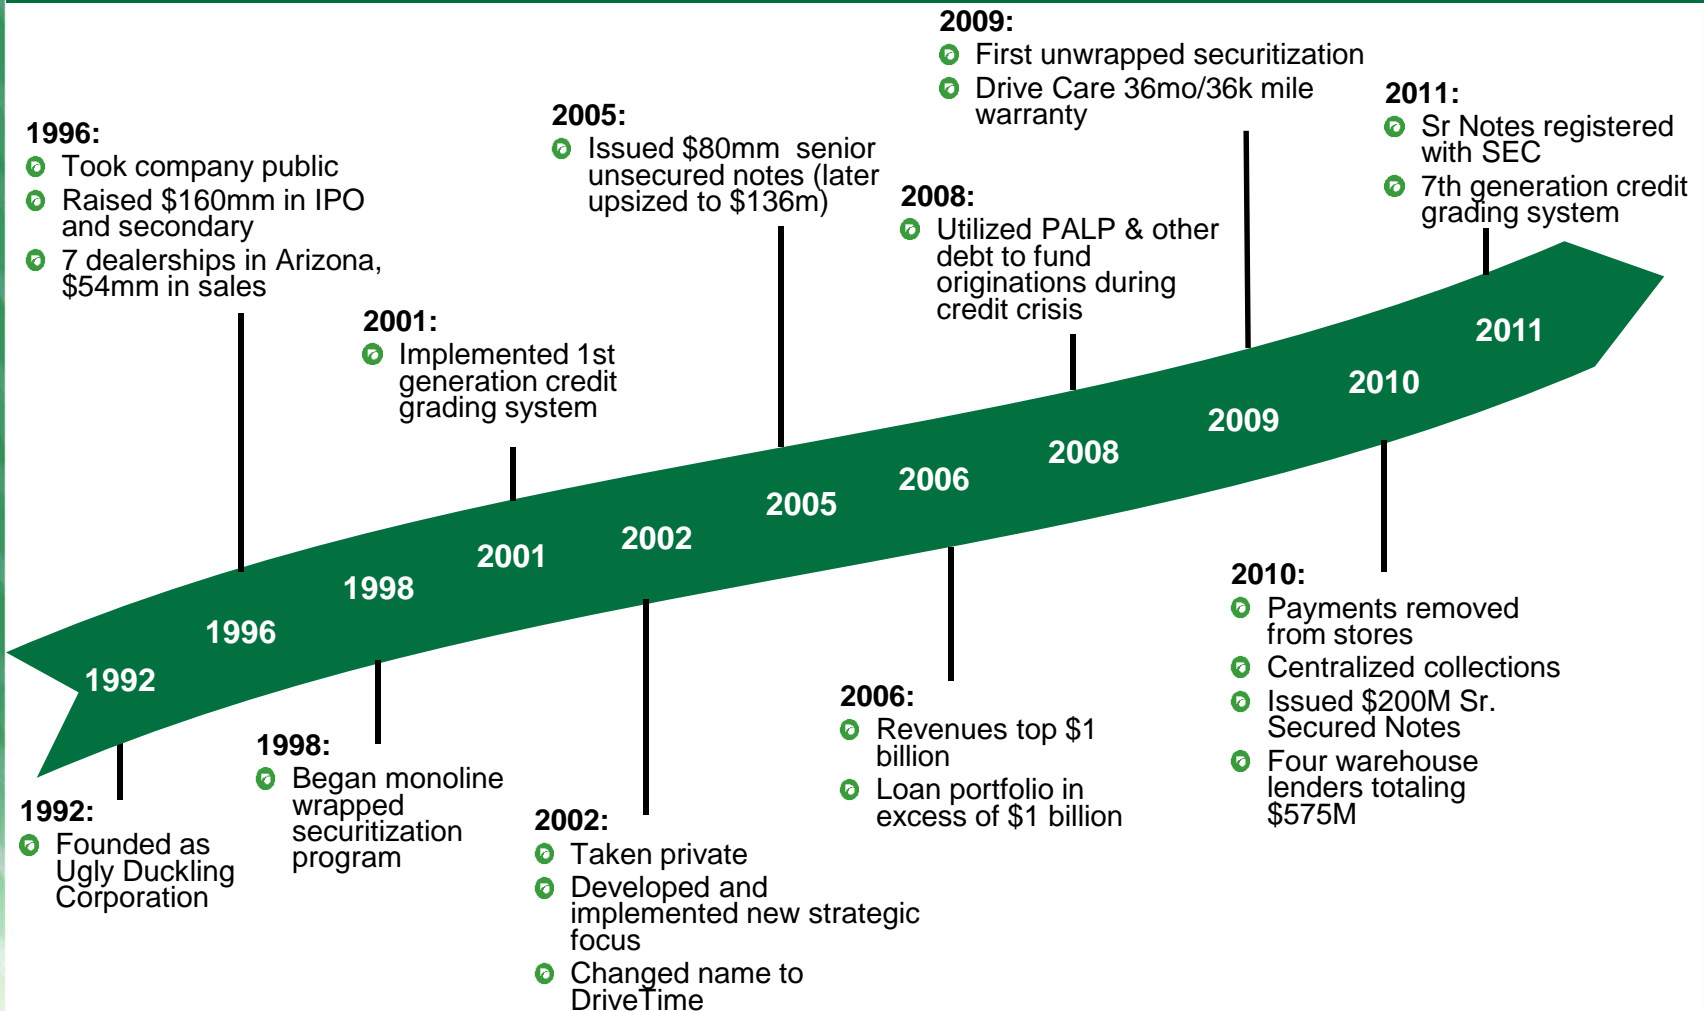 1996:
Took company public
Raised $160mm in IPO
and secondary
7 dealerships in Arizona,
$54mm in sales
2001:
Implemented 1st
generation credit
grading system
2005:
Issued $80mm  senior
unsecured notes (later
upsized to $136m)
2008:
Utilized PALP & other
debt to fund
originations during
credit crisis
2009:
First unwrapped securitization
Drive Care 36mo/36k mile
warranty
2011:
Sr Notes registered
with SEC
7th generation credit
grading system
1992
1996
1998
2001
2002
2005
2006
2008
2009
2010
2011
1992:
Founded as
Ugly Duckling
Corporation
1998:
Began monoline
wrapped
securitization
program
2002:
Taken private
Developed and
implemented new strategic
focus
Changed name to
DriveTime
2006:
Revenues top $1
billion
Loan portfolio in
excess of $1 billion
2010:
Payments removed
from stores
Centralized collections
Issued $200M Sr.
Secured Notes
Four warehouse
lenders totaling
$575M